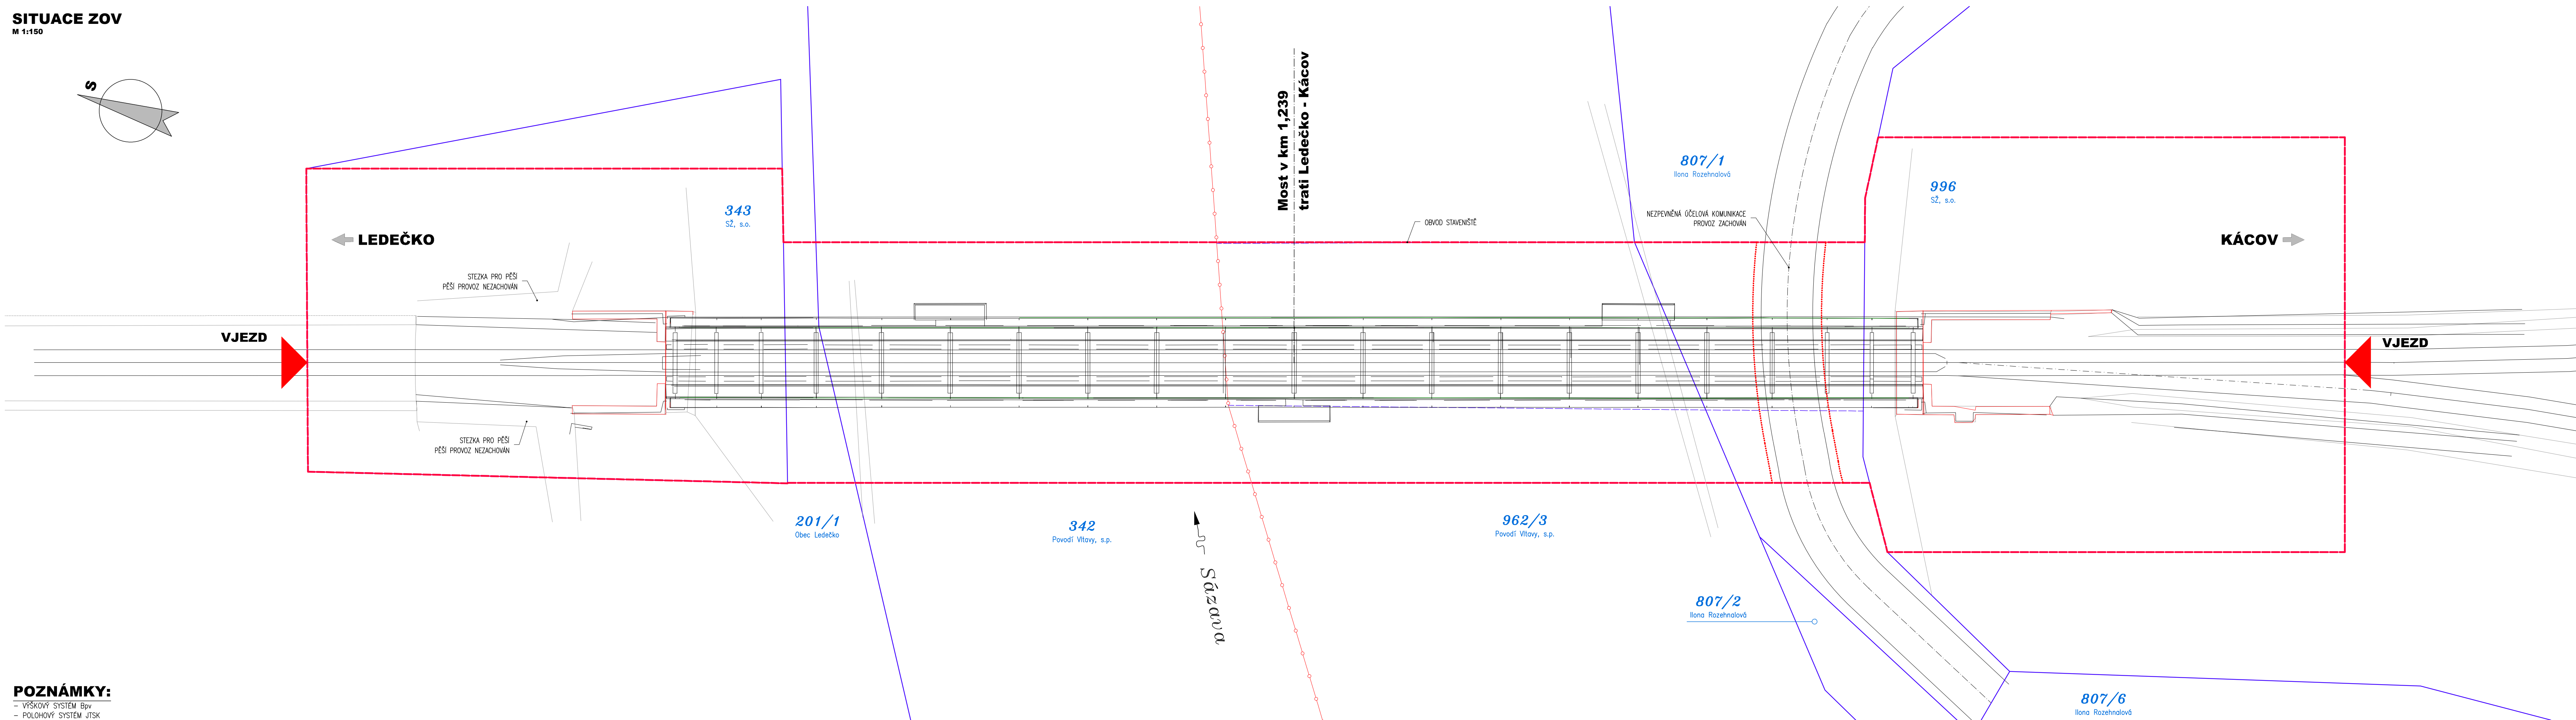 SITUACE ZOV
M 1:150
S
Most v km 1,239
trati Ledečko - Kácov
807/1
Ilona Rozehnalová
996
SŽ, s.o.
343
SŽ, s.o.
NEZPEVNĚNÁ ÚČELOVÁ KOMUNIKACE
PROVOZ ZACHOVÁN
OBVOD STAVENIŠTĚ
LEDEČKO
KÁCOV
STEZKA PRO PĚŠÍ
PĚŠÍ PROVOZ NEZACHOVÁN
VJEZD
VJEZD
STEZKA PRO PĚŠÍ
PĚŠÍ PROVOZ NEZACHOVÁN
201/1
Obec Ledečko
342
Povodí Vltavy, s.p.
962/3
Povodí Vltavy, s.p.
Sázava
807/2
Ilona Rozehnalová
807/6
Ilona Rozehnalová
POZNÁMKY:
- VÝŠKOVÝ SYSTÉM Bpv
- POLOHOVÝ SYSTÉM JTSK